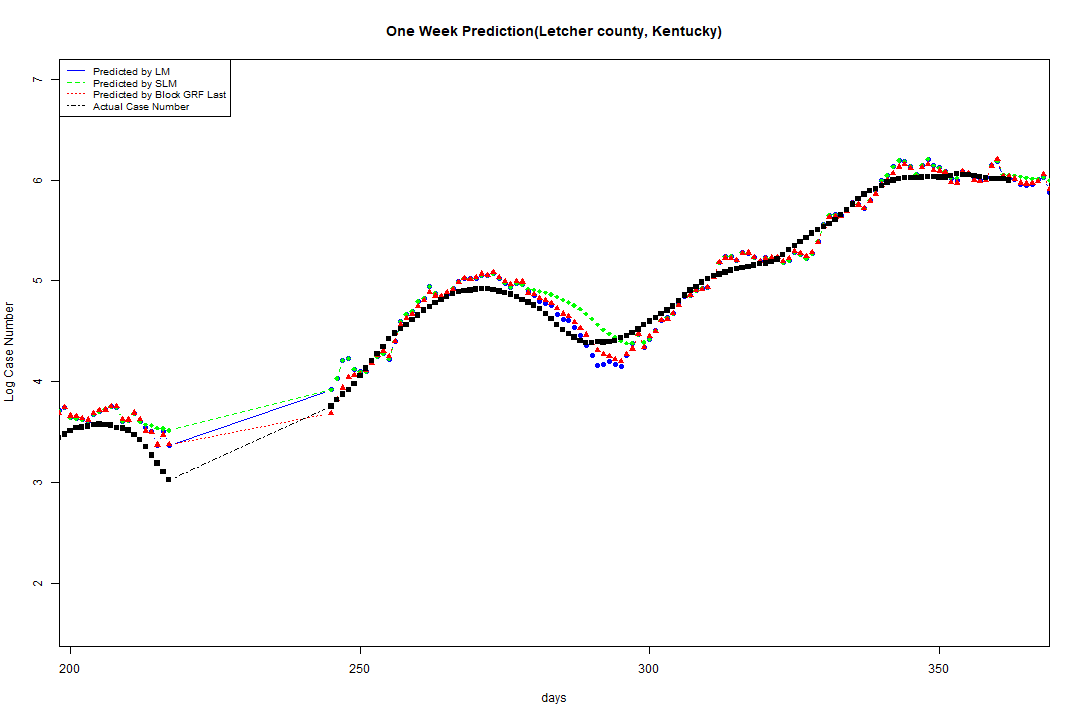 One Week Prediction(Letcher county, Kentucky)
Predicted by LM
Predicted by SLM
Predicted by Block GRF Last
Actual Case Number
7
6
5
4
3
2
Log Case Number
200
250
300
350
days